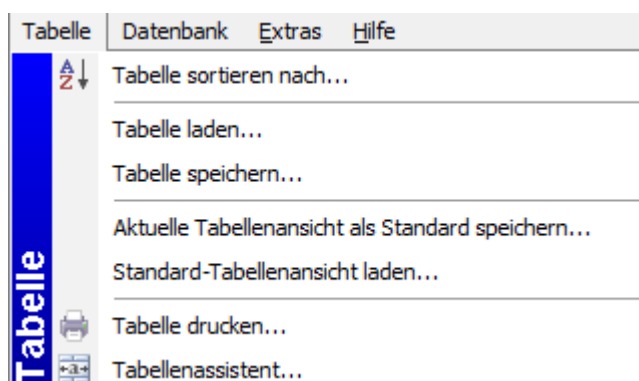 Tabelle Datenbank Extras Hilfe
Tabelle sortieren nach...
Tabelle laden...
Tabelle speichern...
Aktuelle Tabellenansicht als Standard speichern...
Standard-Tabellenansicht laden...
Tabelle drucken...
Tabellenassistent...
Tabelle